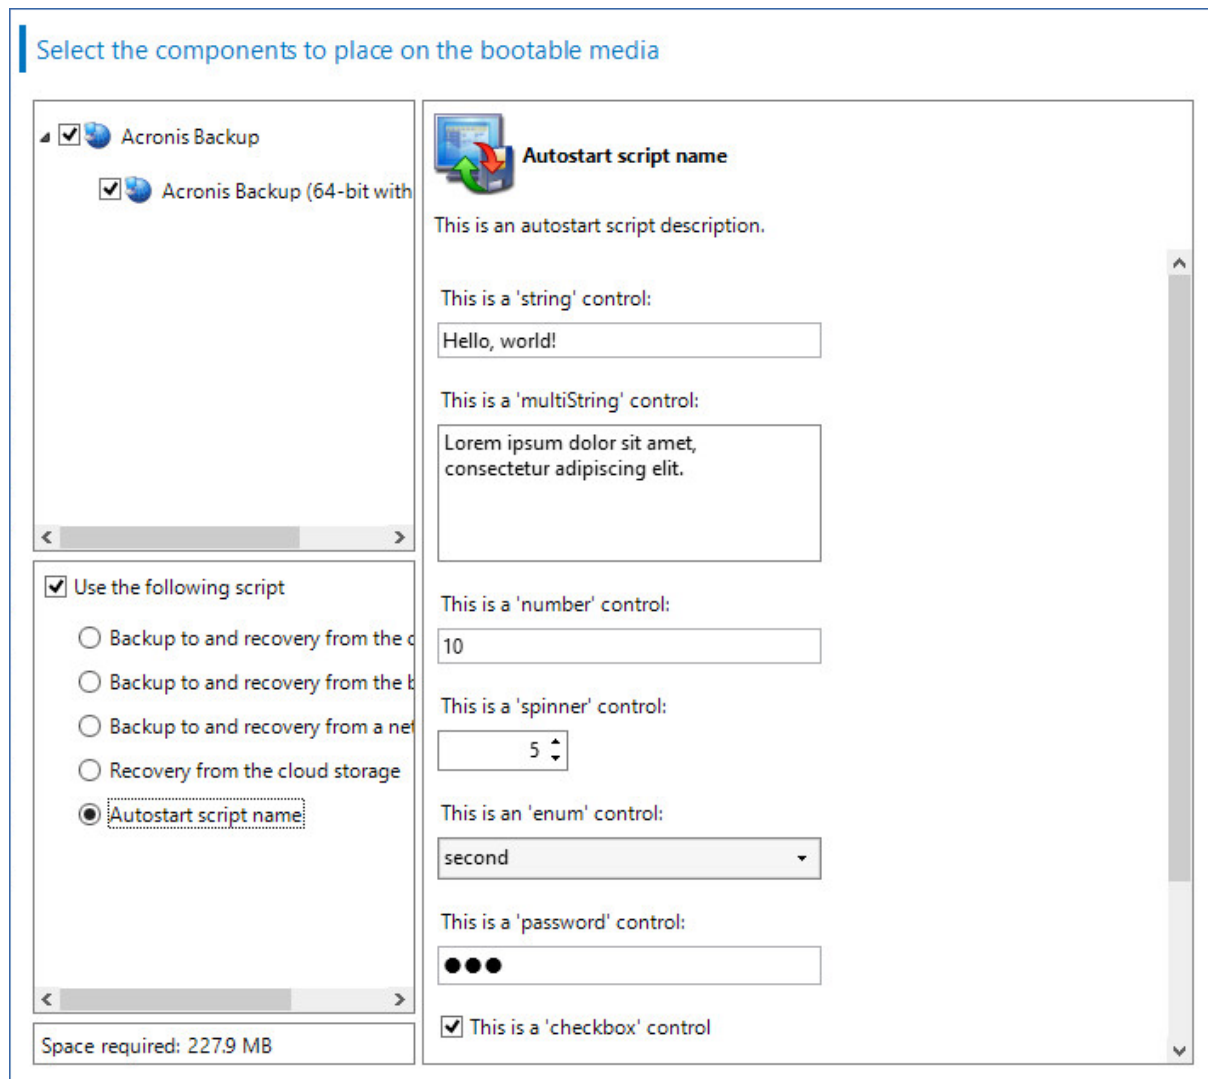 Select the components to place on the bootable media
Acronis Backup
Acronis Backup (64-bit with
Use the following script
Backup to and recovery from the
Backup to and recovery from the
Backup to and recovery from a
Recovery from the cloud storage
Autostart script name
Space required: 227.9 MB
Autostart script name
This is an autostart script description.
This is a 'string' control:
Hello, world!
This is a 'multiString' control:
Lorem ipsum dolor sit amet,
consectetur adipiscing elit.
This is a 'number' control:
10
This is a 'spinner' control:
5
This is an 'enum' control:
second
This is a 'password' control:
●●●
This is a 'checkbox' control